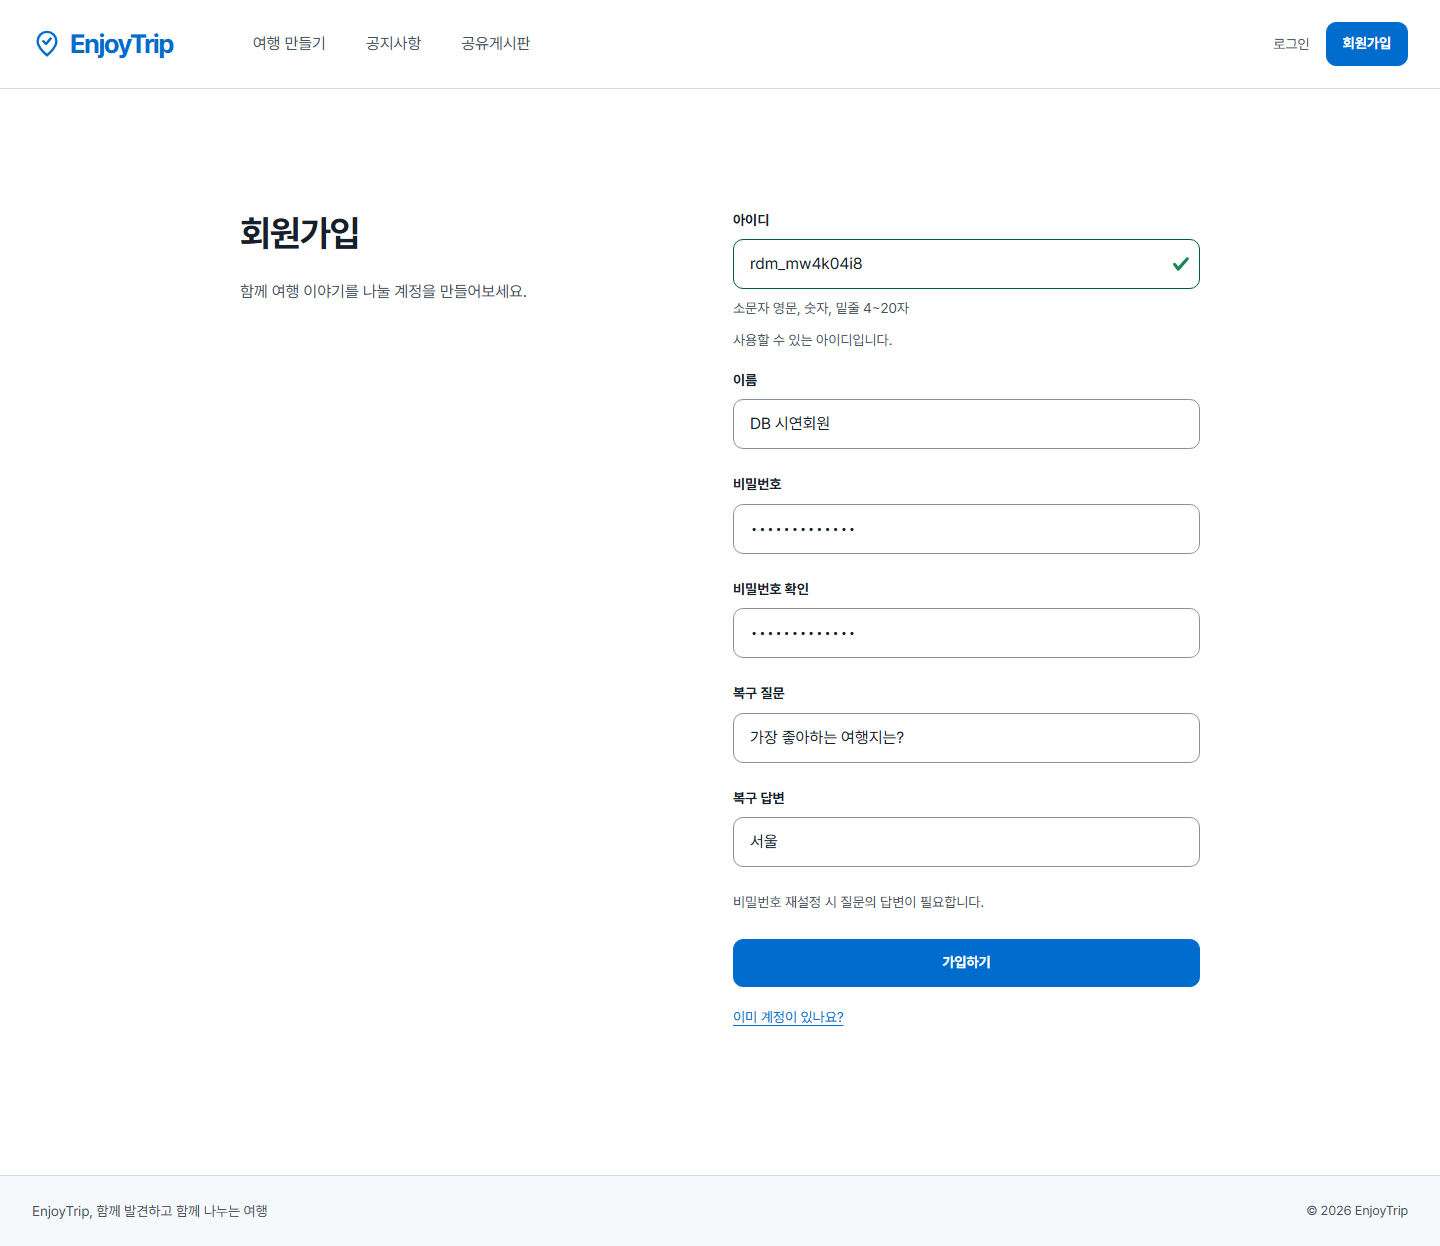 EnjoyTrip
여행 만들기
공지사항
공유게시판
로그인
회원가입
회원가입
함께 여행 이야기를 나눌 계정을 만들어보세요.
아이디
rdm_mw4k04i8
소문자 영문, 숫자, 밑줄 4~20자
사용할 수 있는 아이디입니다.
이름
DB 시연회원
비밀번호
•••••••••••••
비밀번호 확인
•••••••••••••
복구 질문
가장 좋아하는 여행지는?
복구 답변
서울
비밀번호 재설정 시 질문의 답변이 필요합니다.
가입하기
이미 계정이 있나요?
EnjoyTrip, 함께 발견하고 함께 나누는 여행
© 2026 EnjoyTrip